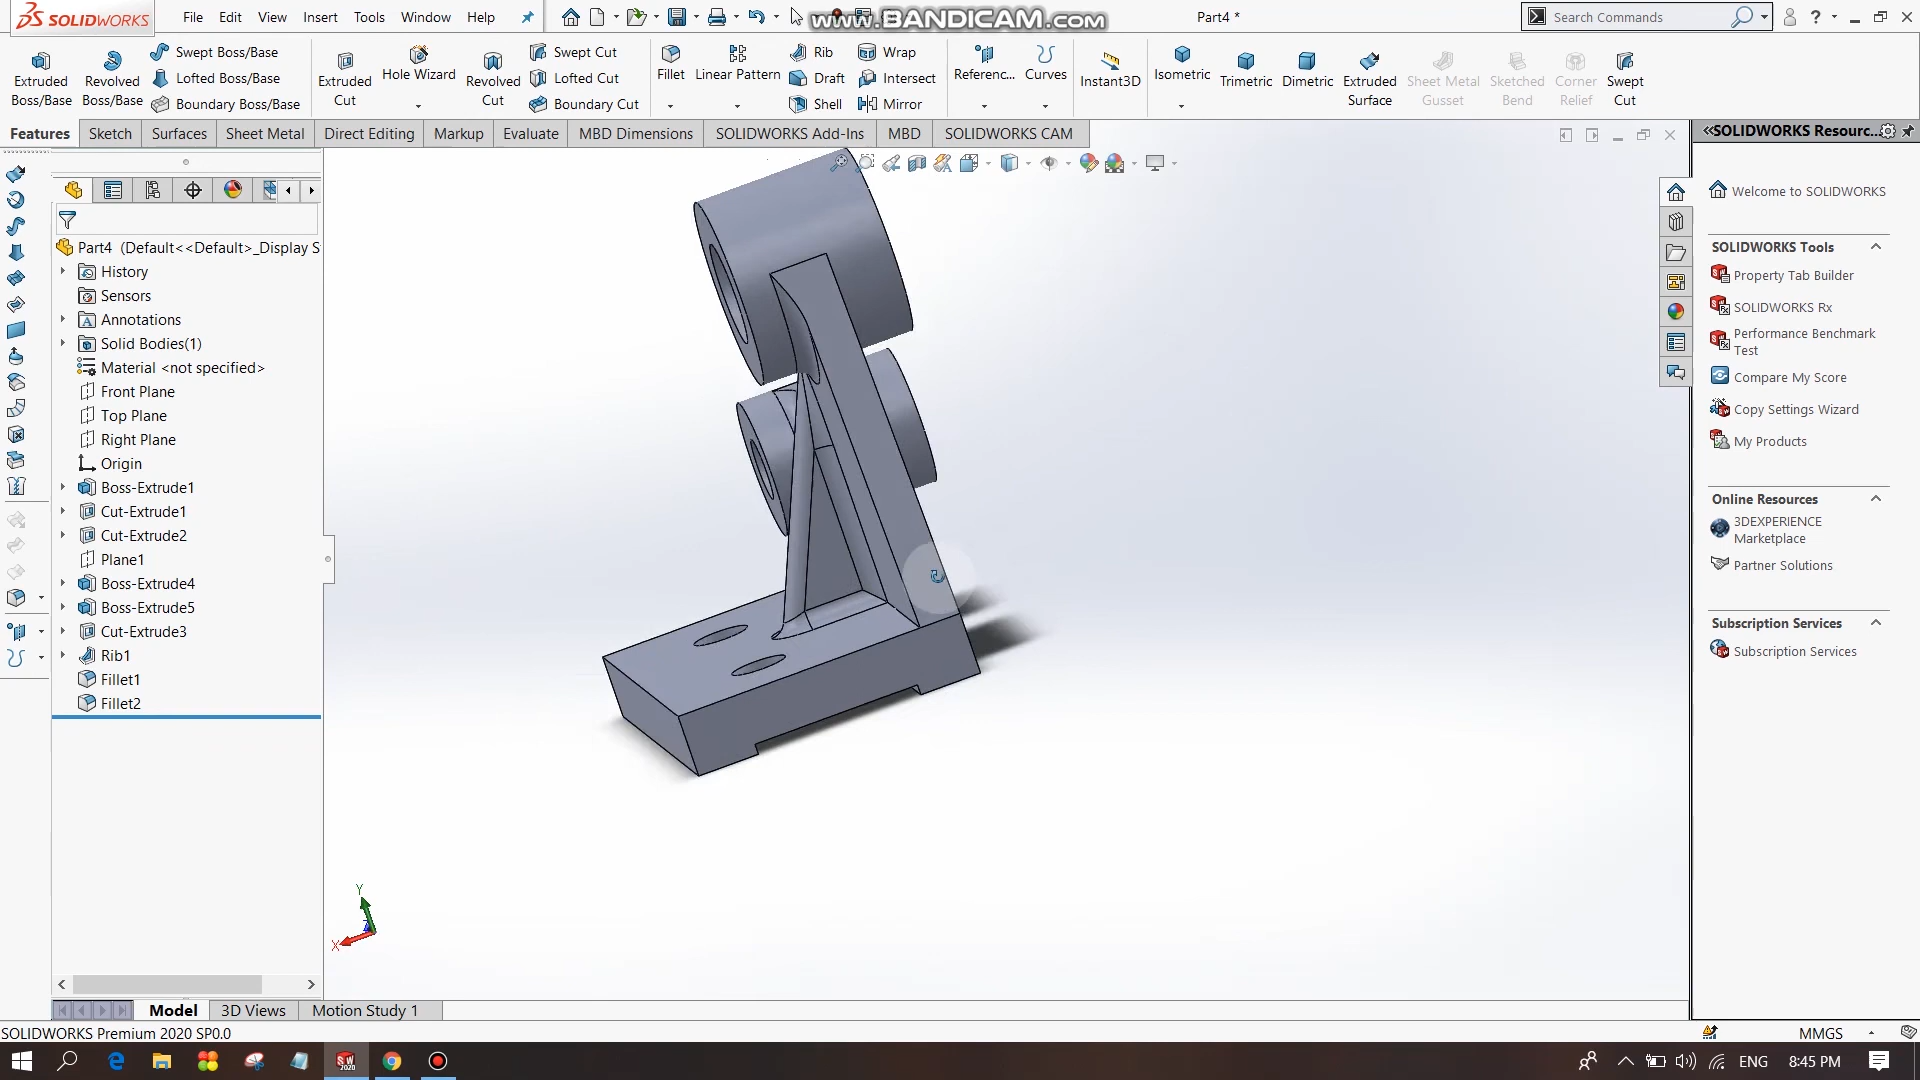 SOLIDWORKS
File Edit View Insert Tools Window Help
www.BANDICAM.com
Part4 *
Search Commands
Extruded Boss/Base
Revolved Boss/Base
Swept Boss/Base
Lofted Boss/Base
Boundary Boss/Base
Extruded Cut
Hole Wizard
Revolved Cut
Swept Cut
Lofted Cut
Boundary Cut
Fillet
Linear Pattern
Rib
Draft
Shell
Wrap
Intersect
Mirror
Referenc...
Curves
Instant3D
Isometric
Trimetric
Dimetric
Extruded Surface
Sheet Metal Gusset
Sketched Bend
Corner Relief
Swept Cut
Features Sketch Surfaces Sheet Metal Direct Editing Markup Evaluate MBD Dimensions SOLIDWORKS Add-Ins MBD SOLIDWORKS CAM
Part4 (Default<<Default>_Display S
History
Sensors
Annotations
Solid Bodies(1)
Material <not specified>
Front Plane
Top Plane
Right Plane
Origin
Boss-Extrude1
Cut-Extrude1
Cut-Extrude2
Plane1
Boss-Extrude4
Boss-Extrude5
Cut-Extrude3
Rib1
Fillet1
Fillet2
Y
X
SOLIDWORKS Resourc...
Welcome to SOLIDWORKS
SOLIDWORKS Tools
Property Tab Builder
SOLIDWORKS Rx
Performance Benchmark
Test
Compare My Score
Copy Settings Wizard
My Products
Online Resources
3DEXPERIENCE
Marketplace
Partner Solutions
Subscription Services
Subscription Services
Model 3D Views Motion Study 1
SOLIDWORKS Premium 2020 SP0.0
MMGS
ENG 8:45 PM